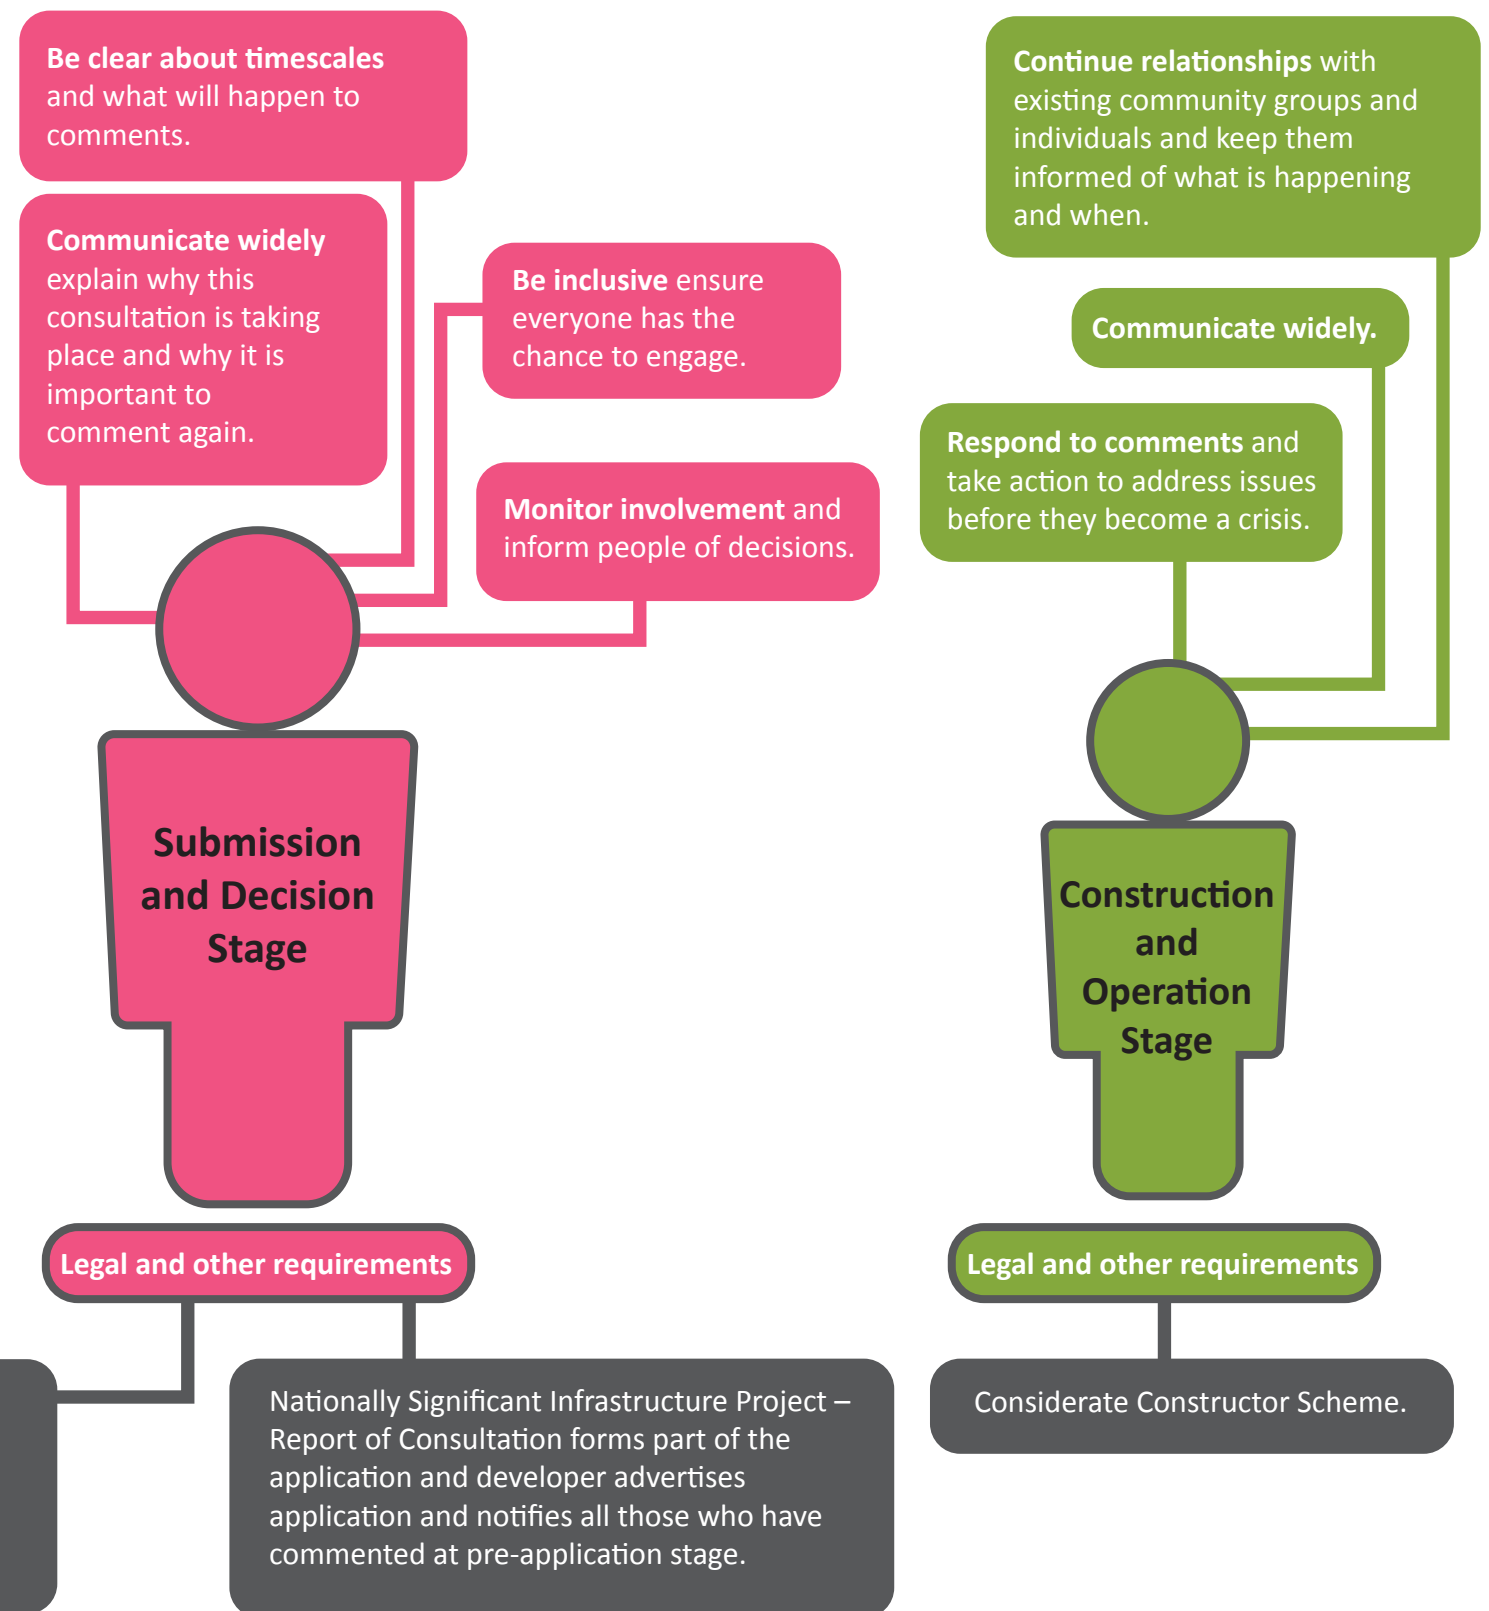 Be clear about timescales
and what will happen to
comments.
Communicate widely
explain why this
consultation is taking
place and why it is
important to
comment again.
Be inclusive ensure
everyone has the
chance to engage.
Monitor involvement and
inform people of decisions.
Submission
and Decision
Stage
Legal and other requirements
Nationally Significant Infrastructure Project –
Report of Consultation forms part of the
application and developer advertises
application and notifies all those who have
commented at pre-application stage.
Continue relationships with
existing community groups and
individuals and keep them
informed of what is happening
and when.
Communicate widely.
Respond to comments and
take action to address issues
before they become a crisis.
Construction
and
Operation
Stage
Legal and other requirements
Considerate Constructor Scheme.